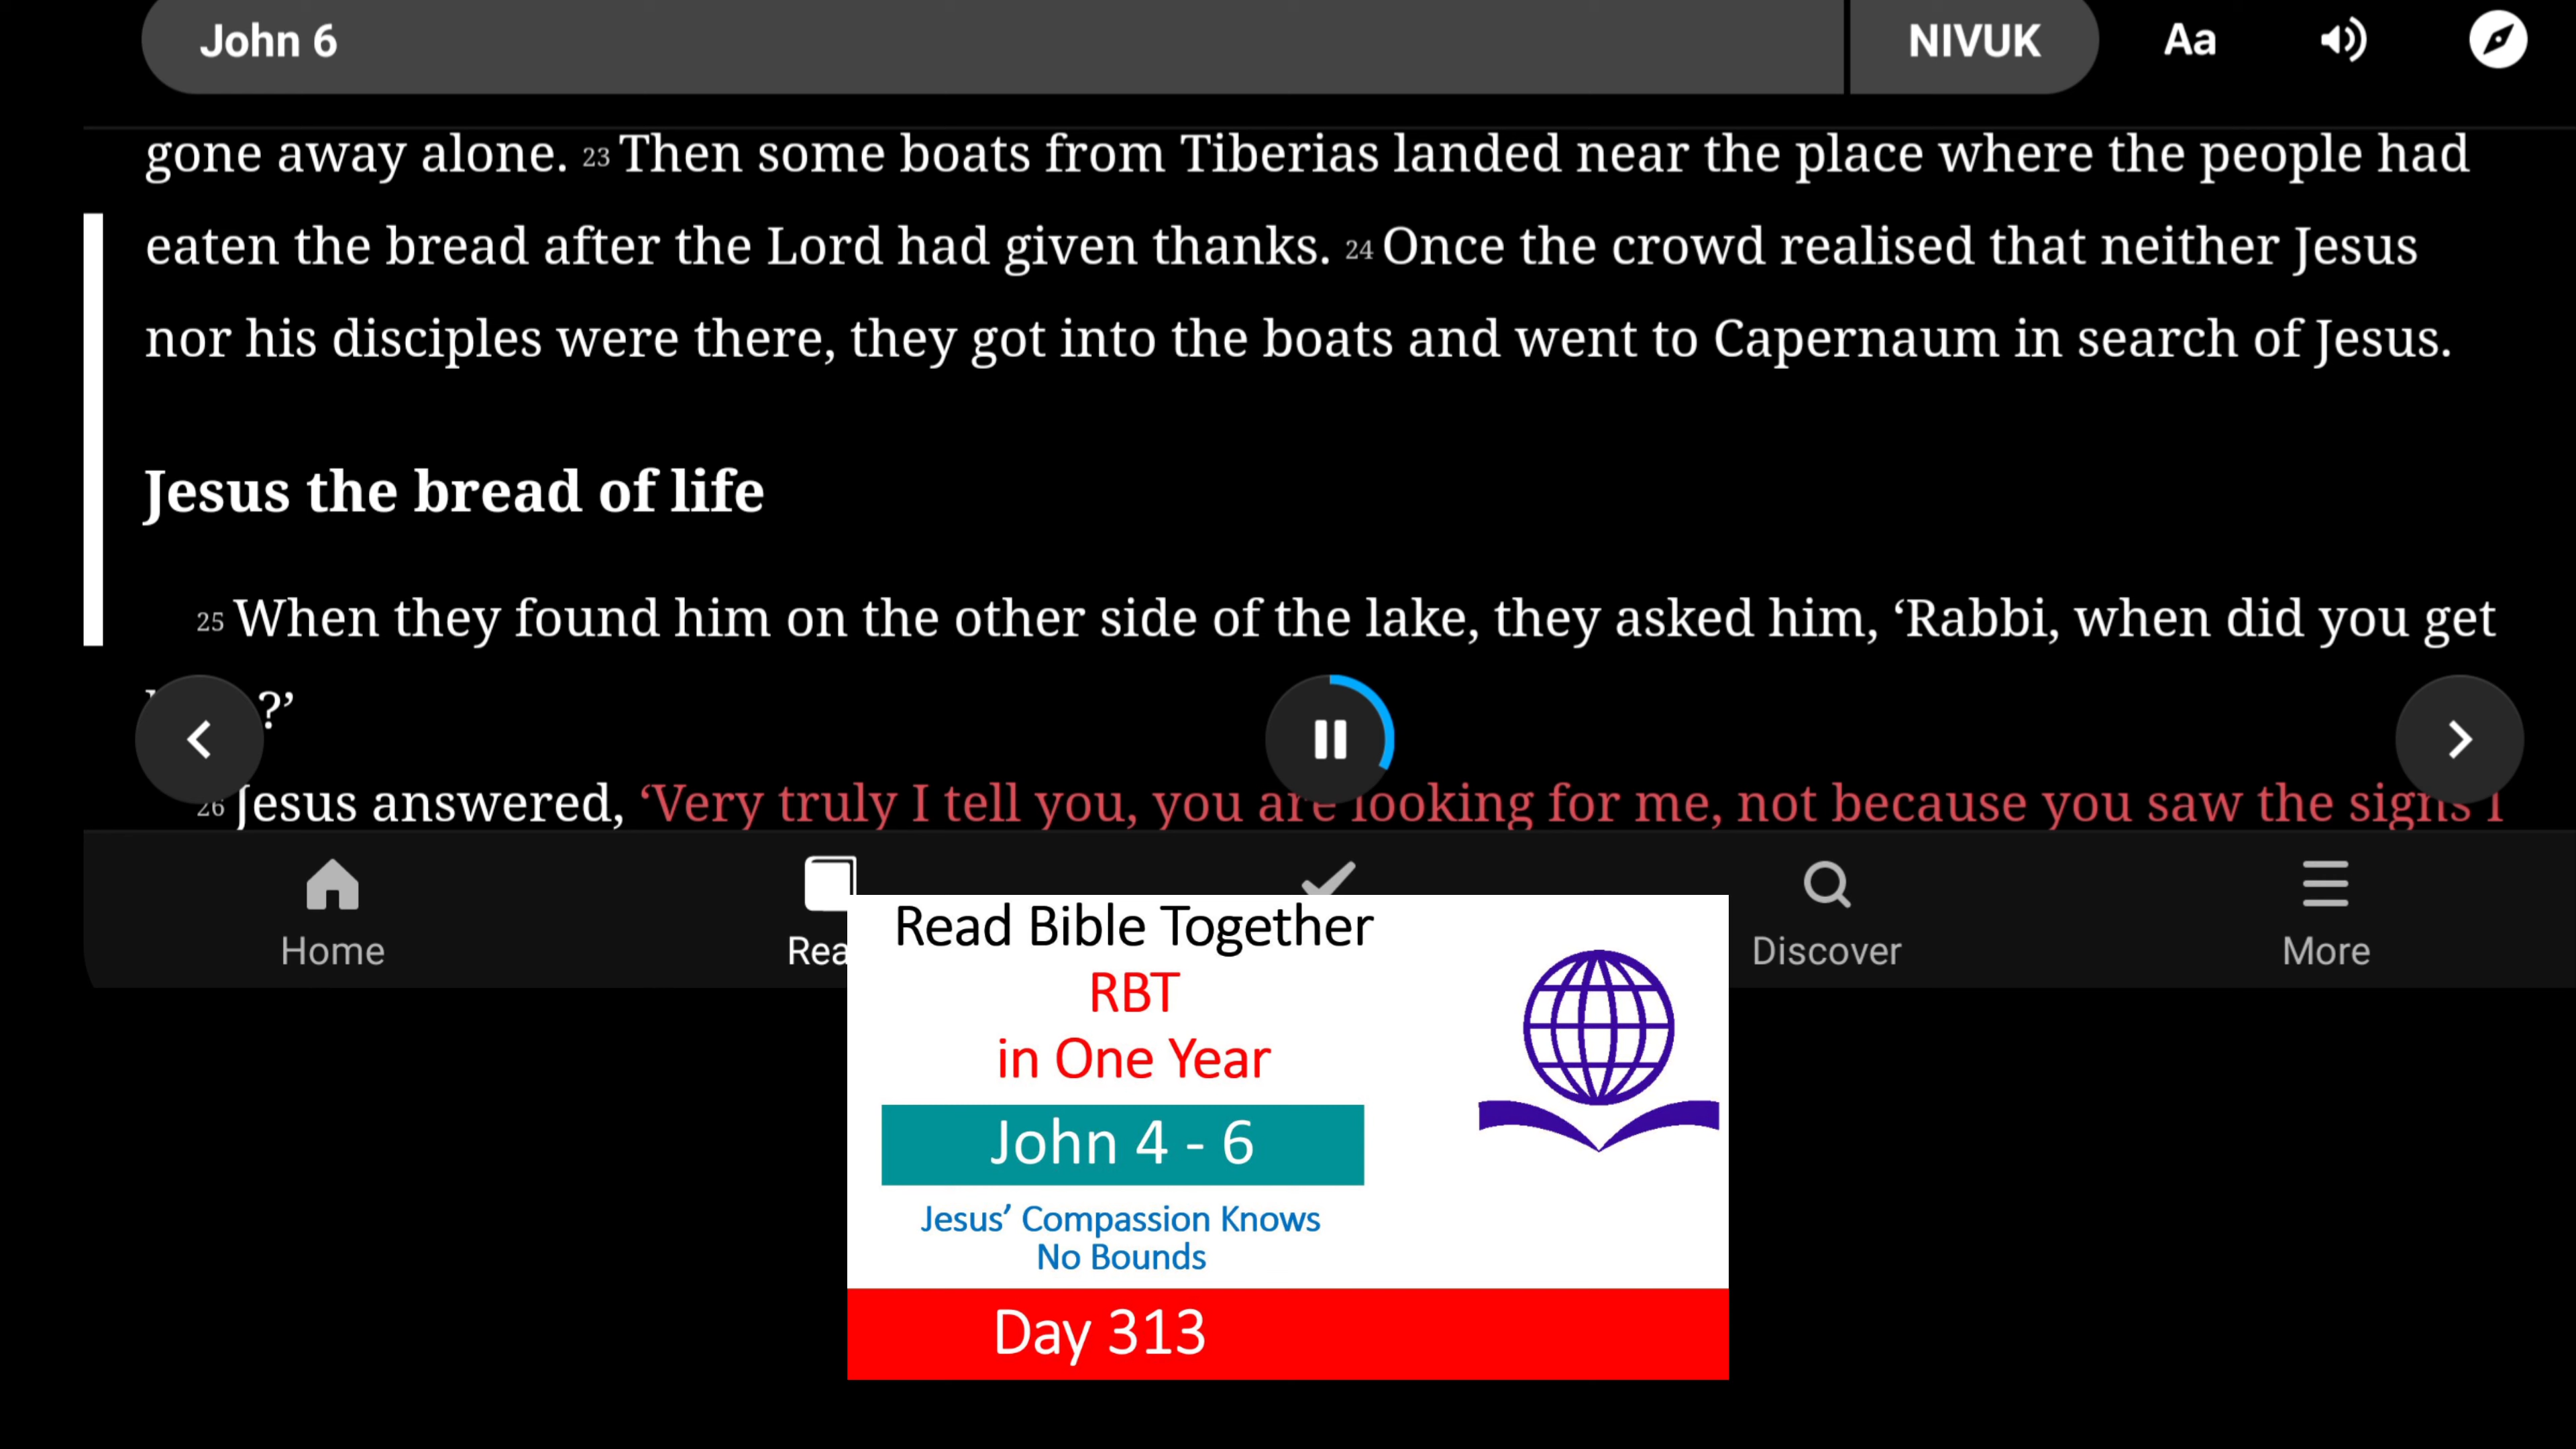 John 6
NIVUK
Aa
gone away alone. 23 Then some boats from Tiberias landed near the place where the people had
eaten the bread after the Lord had given thanks. 24 Once the crowd realised that neither Jesus
nor his disciples were there, they got into the boats and went to Capernaum in search of Jesus.
Jesus the bread of life
25 When they found him on the other side of the lake, they asked him, ‘Rabbi, when did you get
?’
26 Jesus answered, ‘Very truly I tell you, you are looking for me, not because you saw the signs I
Home
Discover
More
Read Bible Together
RBT
in One Year
John 4 - 6
Jesus’ Compassion Knows
No Bounds
Day 313